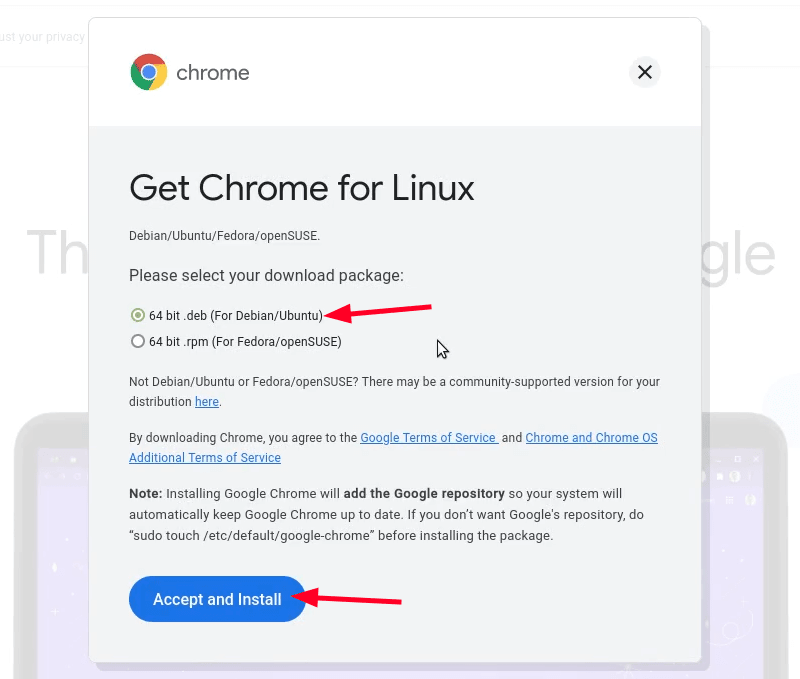 ust your privacy
chrome
Get Chrome for Linux
Debian/Ubuntu/Fedora/openSUSE.
Th
gle
Please select your download package:
64 bit .deb (For Debian/Ubuntu)
64 bit .rpm (For Fedora/openSUSE)
Not Debian/Ubuntu or Fedora/openSUSE? There may be a community-supported version for your
distribution here.
By downloading Chrome, you agree to the Google Terms of Service and Chrome and Chrome OS
Additional Terms of Service
Note: Installing Google Chrome will add the Google repository so your system will
automatically keep Google Chrome up to date. If you don’t want Google's repository, do
“sudo touch /etc/default/google-chrome” before installing the package.
Accept and Install